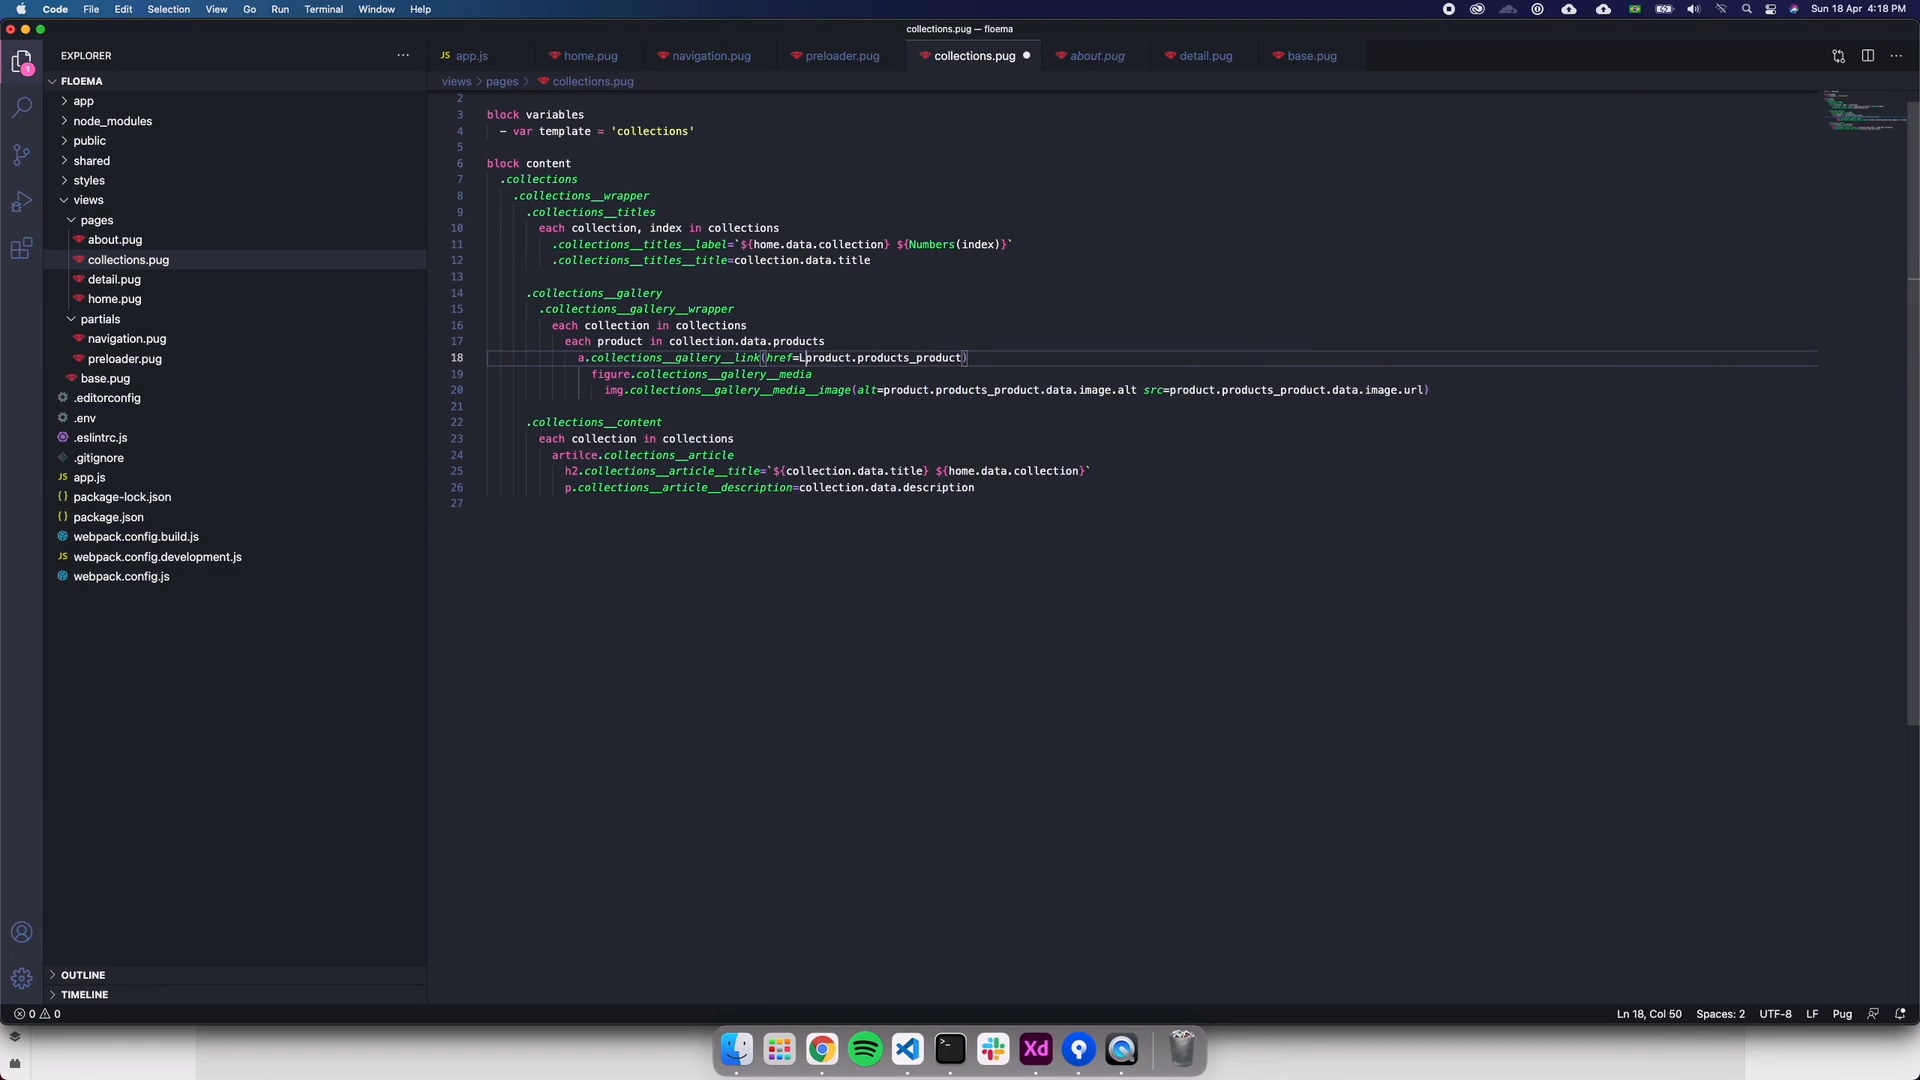 Code File Edit Selection View Go Run Terminal Window Help
Sun 18 Apr 4:18 PM
collections.pug — floema
EXPLORER
app.js home.pug navigation.pug preloader.pug collections.pug about.pug detail.pug base.pug
views > pages > collections.pug
FLOEMA
app
node_modules
public
shared
styles
views
pages
about.pug
collections.pug
detail.pug
home.pug
partials
navigation.pug
preloader.pug
base.pug
.editorconfig
.env
.eslintrc.js
.gitignore
app.js
package-lock.json
package.json
webpack.config.build.js
webpack.config.development.js
webpack.config.js
OUTLINE
TIMELINE
2
3 block variables
4 - var template = 'collections'
5
6 block content
7 .collections
8 .collections__wrapper
9 .collections__titles
10 each collection, index in collections
11 .collections__titles__label=`${home.data.collection} ${Numbers(index)}`
12 .collections__titles__title=collection.data.title
13
14 .collections__gallery
15 .collections__gallery__wrapper
16 each collection in collections
17 each product in collection.data.products
18 a.collections__gallery__link(href=Lproduct.products_product)
19 figure.collections__gallery__media
20 img.collections__gallery__media__image(alt=product.products_product.data.image.alt src=product.products_product.data.image.url)
21
22 .collections__content
23 each collection in collections
24 artilce.collections__article
25 h2.collections__article__title=`${collection.data.title} ${home.data.collection}`
26 p.collections__article__description=collection.data.description
27
0 0
Ln 18, Col 50 Spaces: 2 UTF-8 LF Pug
Xd